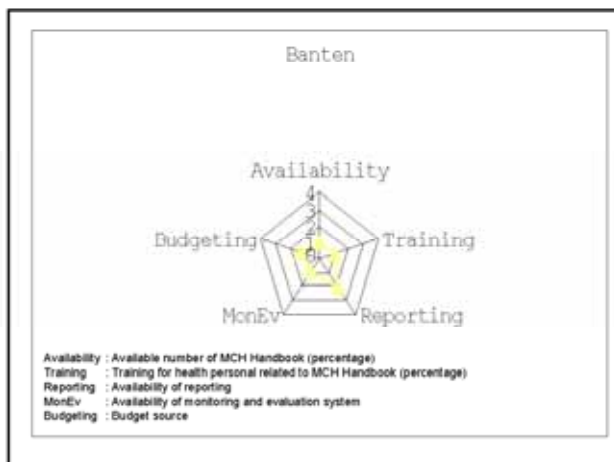 Banten
Availability
4
3
2
1
0
Budgeting
Training
MonEv
Reporting
Availability : Available number of MCH Handbook (percentage)
Training : Training for health personal related to MCH Handbook (percentage)
Reporting : Availability of reporting
MonEv : Availability of monitoring and evaluation system
Budgeting : Budget source